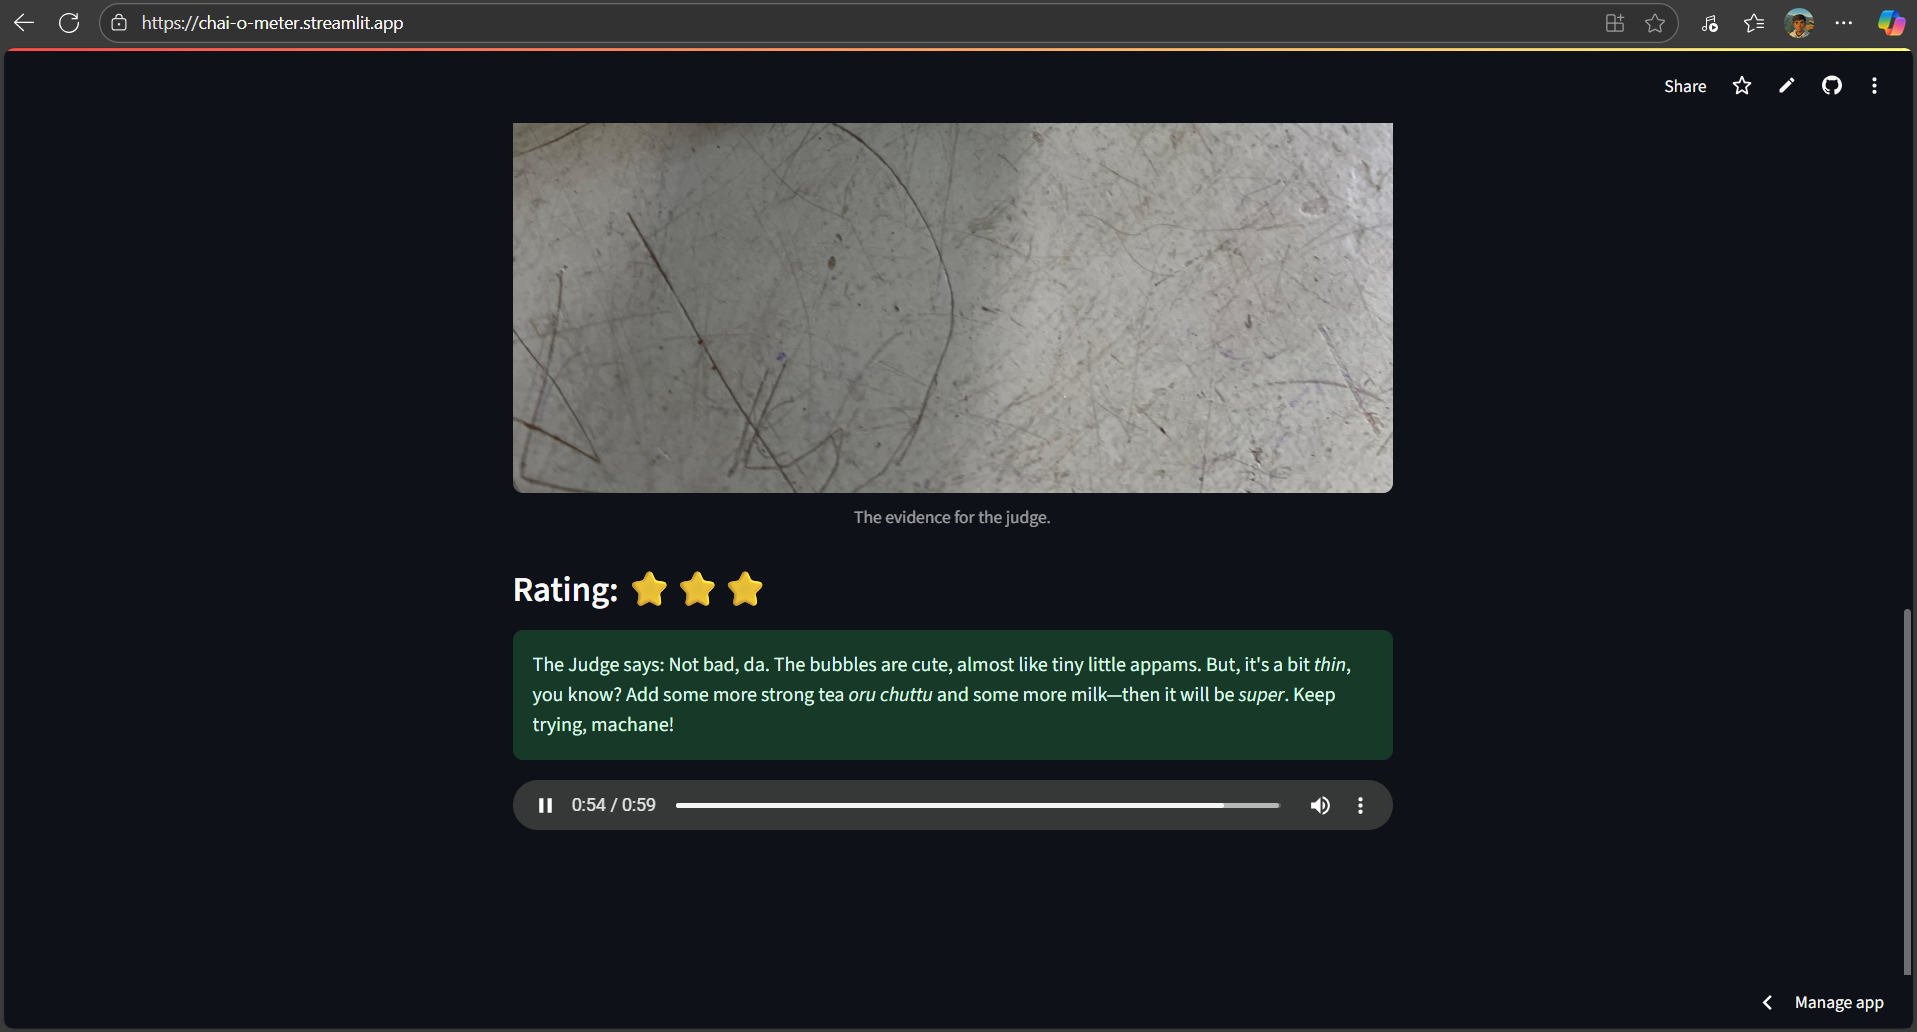 https://chai-o-meter.streamlit.app
Share
The evidence for the judge.
Rating:
The Judge says: Not bad, da. The bubbles are cute, almost like tiny little appams. But, it's a bit thin,
you know? Add some more strong tea oru chuttu and some more milk—then it will be super. Keep
trying, machane!
0:54 / 0:59
Manage app